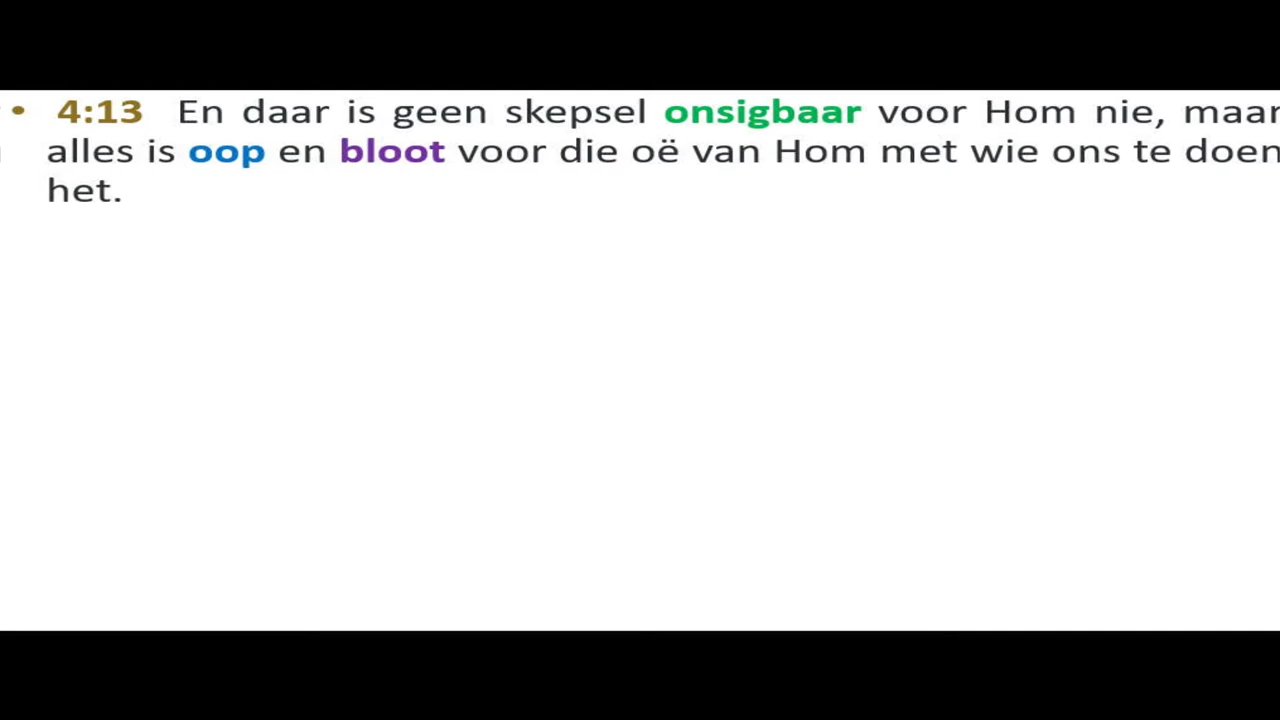 • 4:13 En daar is geen skepsel onsigbaar voor Hom nie, maar
alles is oop en bloot voor die oë van Hom met wie ons te doen
het.